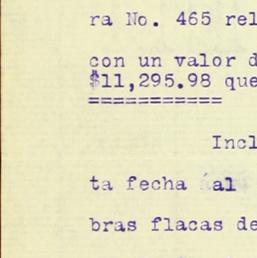 ra No. 465 rel
con un valor d
$11,295.98 que
===========
Incl
ta fecha al
bras flacas de